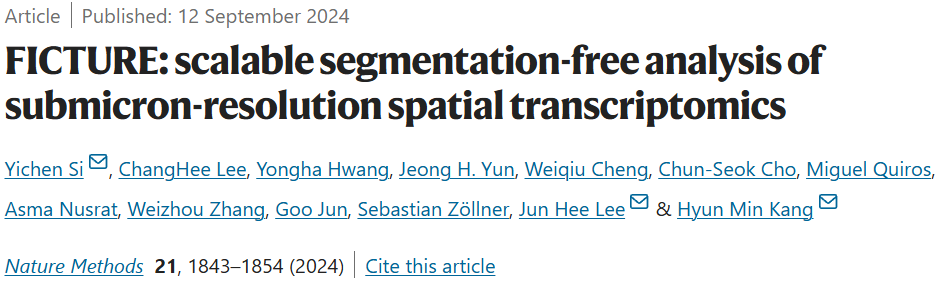 Article | Published: 12 September 2024
FICTURE: scalable segmentation-free analysis of
submicron-resolution spatial transcriptomics
Yichen Si, ChangHee Lee, Yongha Hwang, Jeong H. Yun, Weiqiu Cheng, Chun-Seok Cho, Miguel Quiros,
Asma Nusrat, Weizhou Zhang, Goo Jun, Sebastian Zöllner, Jun Hee Lee & Hyun Min Kang
Nature Methods 21, 1843–1854 (2024) | Cite this article